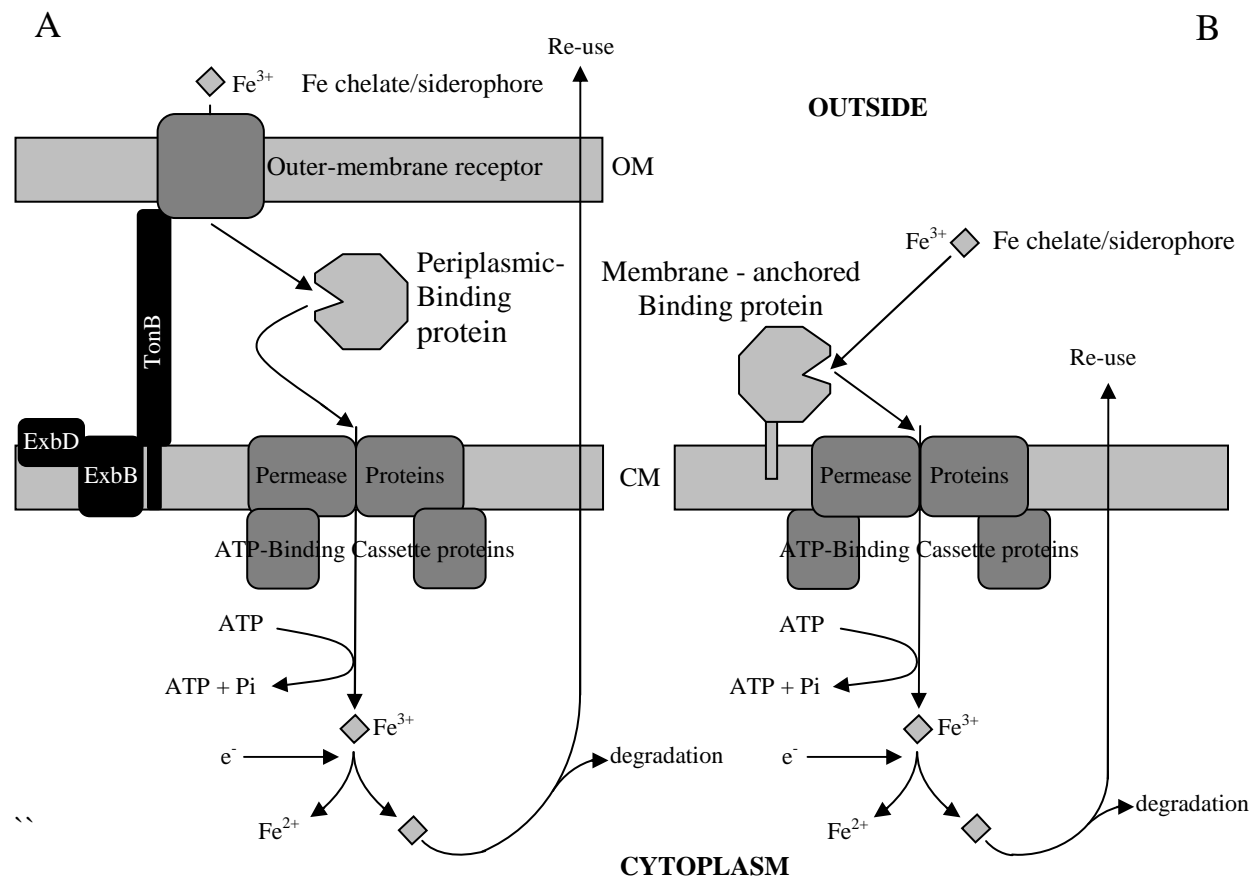 A
B
Re-use
Fe3+ Fe chelate/siderophore
OUTSIDE
Outer-membrane receptor
OM
Fe3+ Fe chelate/siderophore
Periplasmic-
Binding
protein
Membrane - anchored
Binding protein
TonB
Re-use
ExbD
ExbB
Permease Proteins
CM
Permease Proteins
ATP-Binding Cassette proteins
ATP-Binding Cassette proteins
ATP
ATP
ATP + Pi
ATP + Pi
Fe3+
Fe3+
e-
degradation
e-
degradation
Fe2+
Fe2+
``
CYTOPLASM